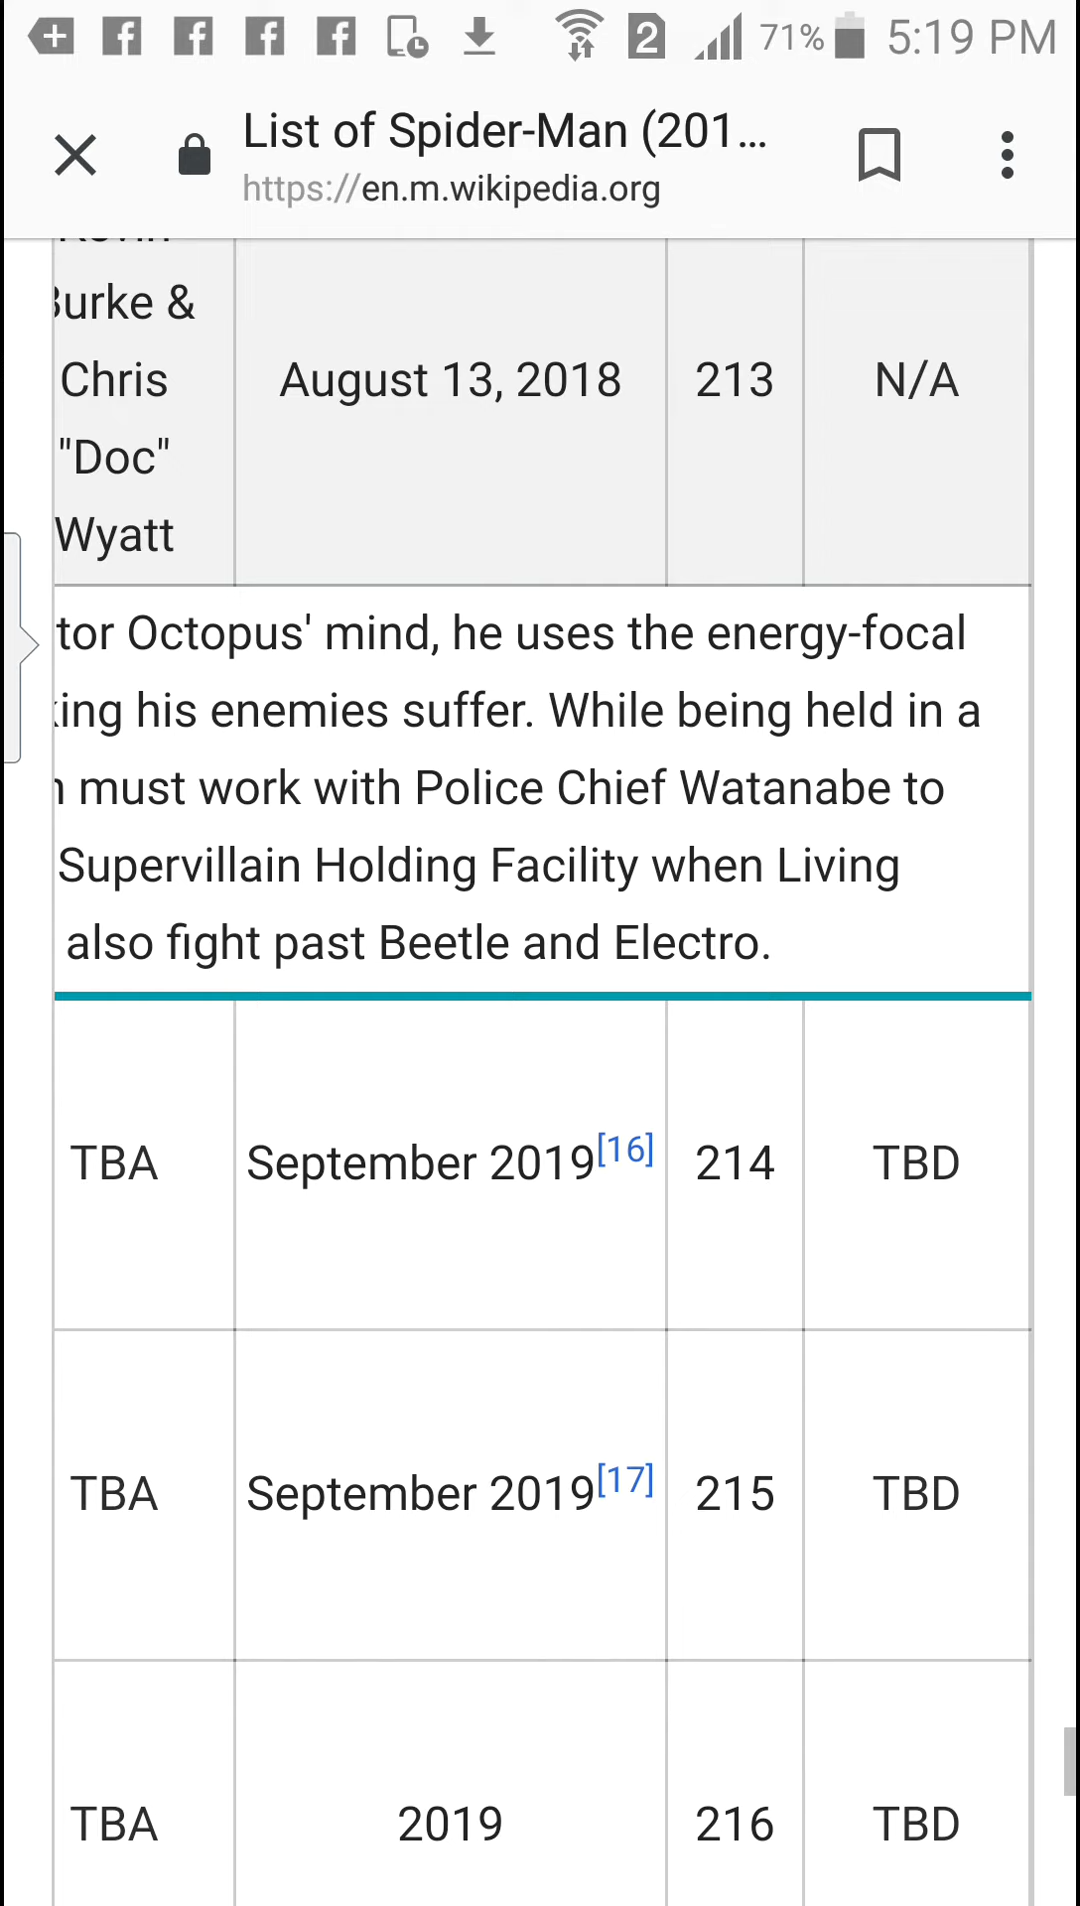 2 71% 5:19 PM
List of Spider-Man (201...
https://en.m.wikipedia.org
Burke &
Chris
"Doc"
Wyatt
August 13, 2018 213 N/A
tor Octopus' mind, he uses the energy-focal
king his enemies suffer. While being held in a
must work with Police Chief Watanabe to
Supervillain Holding Facility when Living
also fight past Beetle and Electro.
TBA September 2019[16] 214 TBD
TBA September 2019[17] 215 TBD
TBA 2019 216 TBD